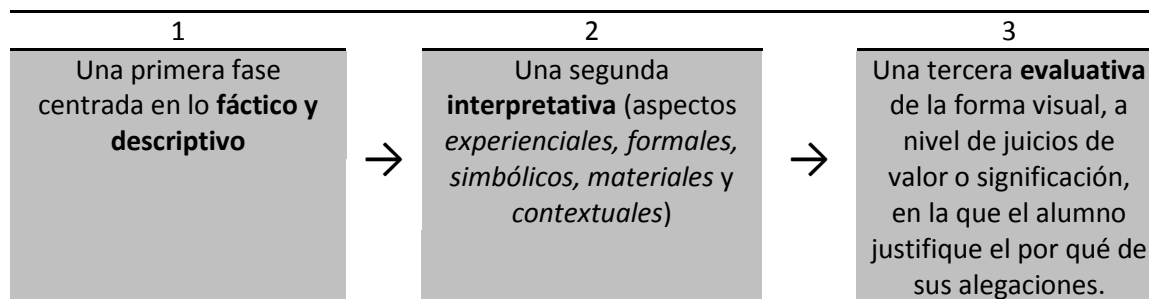 1
Una primera fase
centrada en lo fáctico y
descriptivo
→
2
Una segunda
interpretativa (aspectos
experienciales, formales,
simbólicos, materiales y
contextuales)
→
3
Una tercera evaluativa
de la forma visual, a
nivel de juicios de
valor o significación,
en la que el alumno
justifique el por qué de
sus alegaciones.